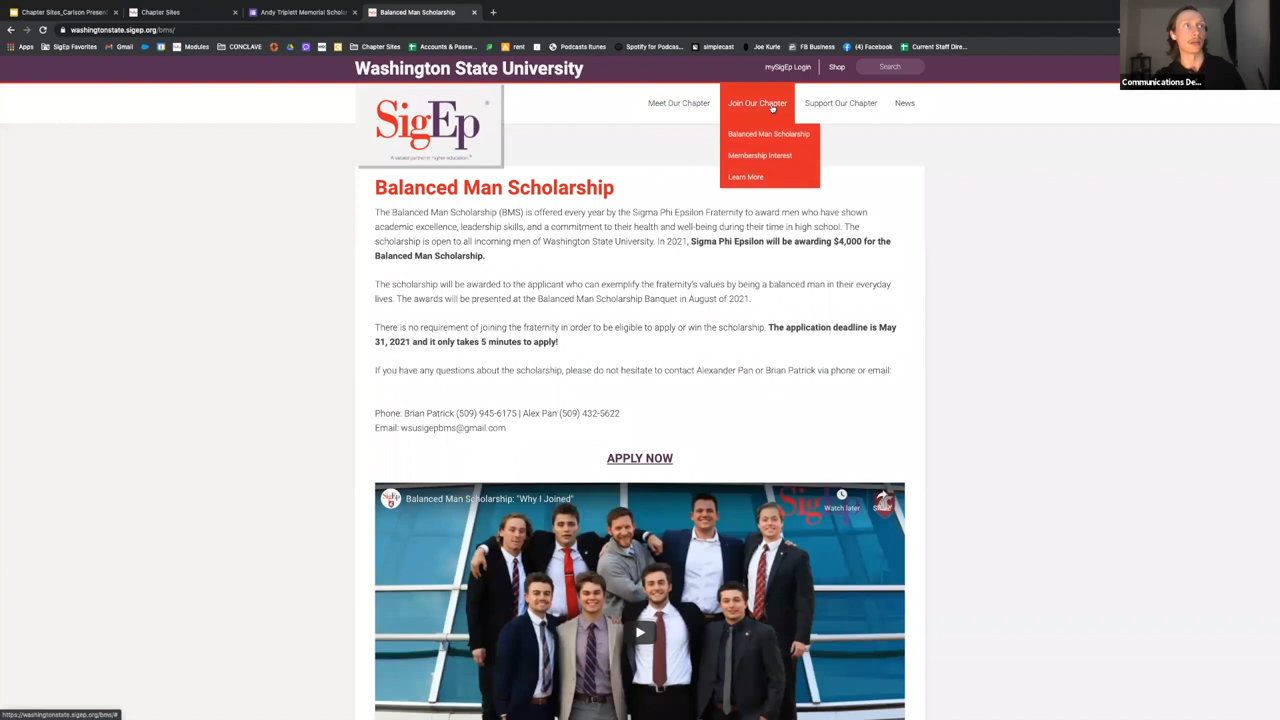 Chapter Sites_Carlson Present
Chapter Sites
Andy Triplett Memorial Schola
Balanced Man Scholarship
washingtonstate.sigep.org/bms/
Apps
SigEp Favorites
Gmail
Modules
CONCLAVE
Chapter Sites
Accounts & Passw...
rent
Podcasts Itunes
Spotify for Podcas...
simplecast
Joe Kurle
FB Business
(4) Facebook
Current Staff Dire...
Communications De...
Washington State University
mySigEp Login
Shop
Search
SigEp
"A valued partner in higher education."
Meet Our Chapter
Join Our Chapter
Support Our Chapter
News
Balanced Man Scholarship
Membership Interest
Learn More
Balanced Man Scholarship
The Balanced Man Scholarship (BMS) is offered every year by the Sigma Phi Epsilon Fraternity to award men who have shown
academic excellence, leadership skills, and a commitment to their health and well-being during their time in high school. The
scholarship is open to all incoming men of Washington State University. In 2021, Sigma Phi Epsilon will be awarding $4,000 for the
Balanced Man Scholarship.
The scholarship will be awarded to the applicant who can exemplify the fraternity's values by being a balanced man in their everyday
lives. The awards will be presented at the Balanced Man Scholarship Banquet in August of 2021.
There is no requirement of joining the fraternity in order to be eligible to apply or win the scholarship. The application deadline is May
31, 2021 and it only takes 5 minutes to apply!
If you have any questions about the scholarship, please do not hesitate to contact Alexander Pan or Brian Patrick via phone or email:
Phone: Brian Patrick (509) 945-6175 | Alex Pan (509) 432-5622
Email: wsusigepbms@gmail.com
APPLY NOW
SigEp
Balanced Man Scholarship: "Why I Joined"
Watch later
Share
SigEp
https://washingtonstate.sigep.org/bms/#